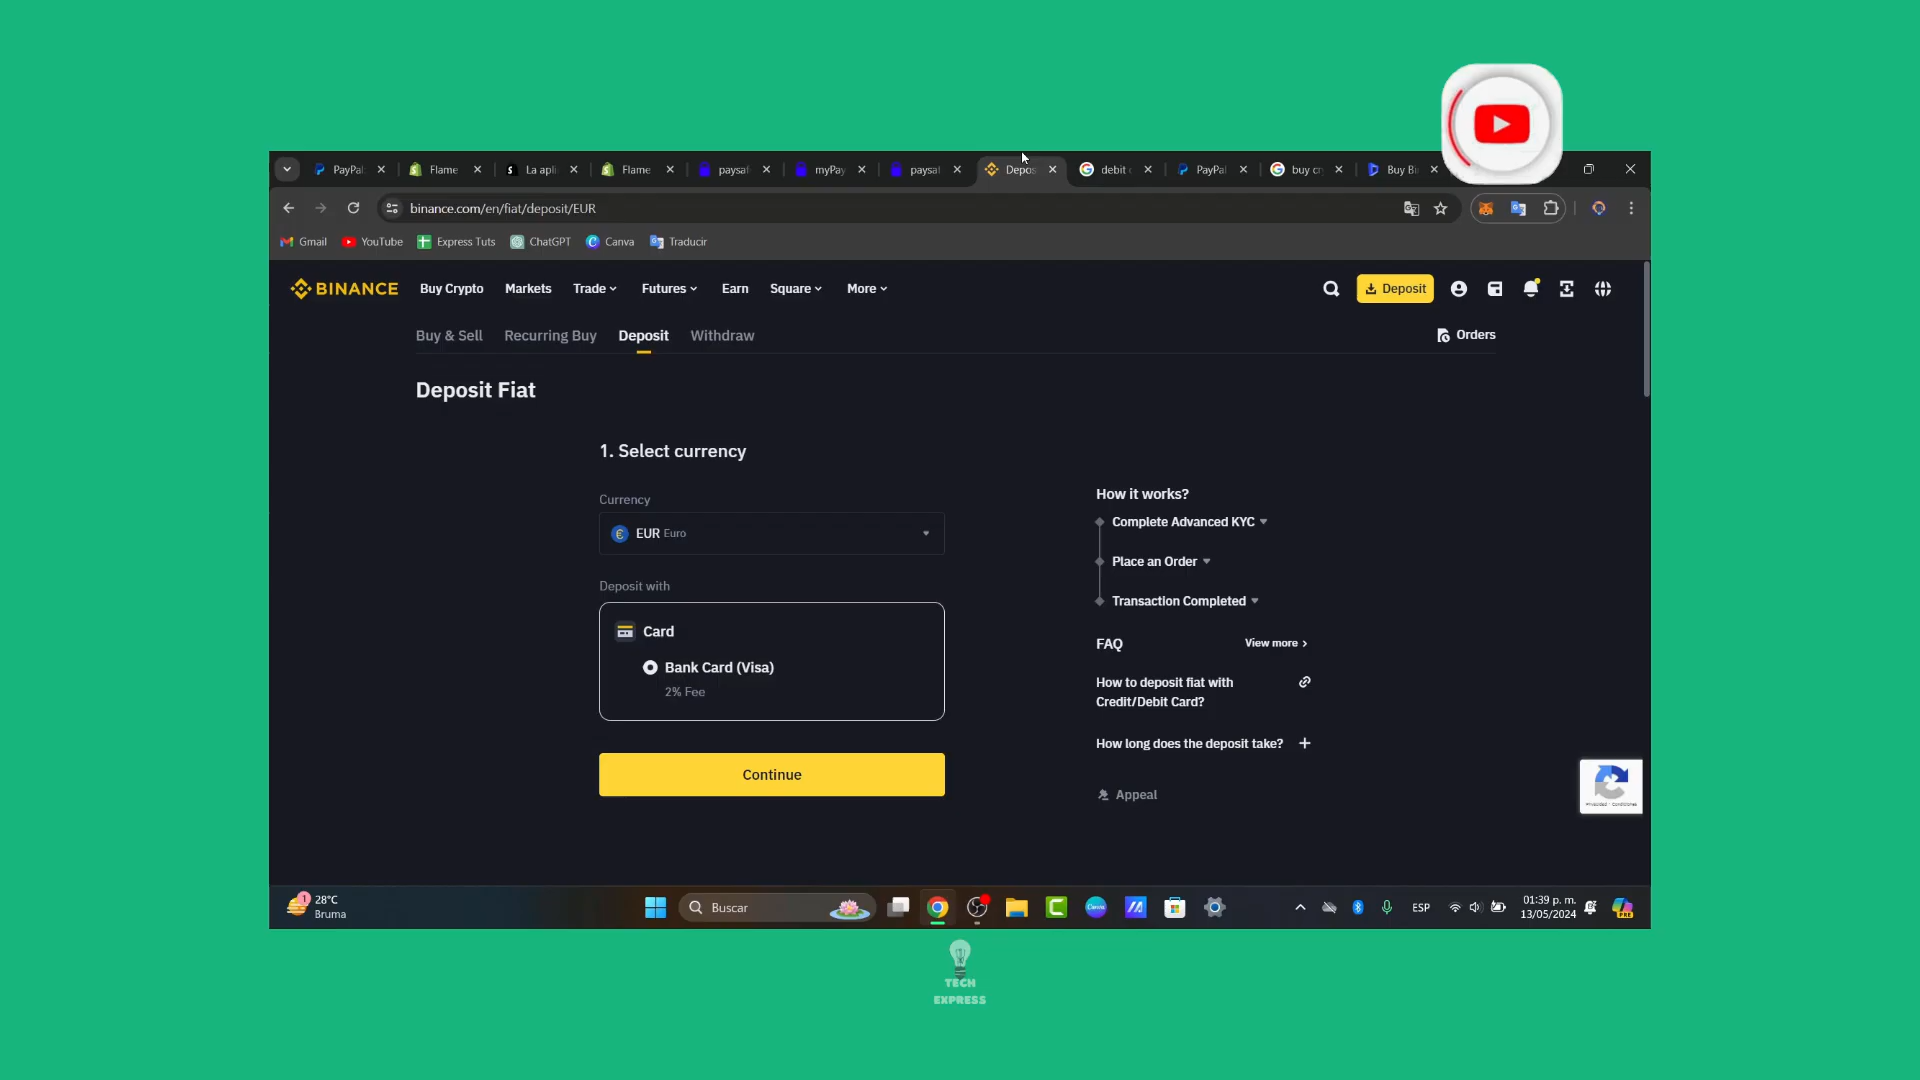 PayPal
Flame
La apli
Flame
paysaf
myPay
paysaf
Depos
debit
PayPal
buy cr
Buy Bi
binance.com/en/fiat/deposit/EUR
Gmail
YouTube
Express Tuts
ChatGPT
Canva
Traducir
BINANCE
Buy Crypto
Markets
Trade
Futures
Earn
Square
More
Deposit
Buy & Sell
Recurring Buy
Deposit
Withdraw
Orders
Deposit Fiat
1. Select currency
Currency
EUR Euro
Deposit with
Card
Bank Card (Visa)
2% Fee
Continue
How it works?
Complete Advanced KYC
Place an Order
Transaction Completed
FAQ
View more
How to deposit fiat with
Credit/Debit Card?
How long does the deposit take?
Appeal
1
28°C
Bruma
Buscar
ESP
01:39 p. m.
13/05/2024
TECH
EXPRESS